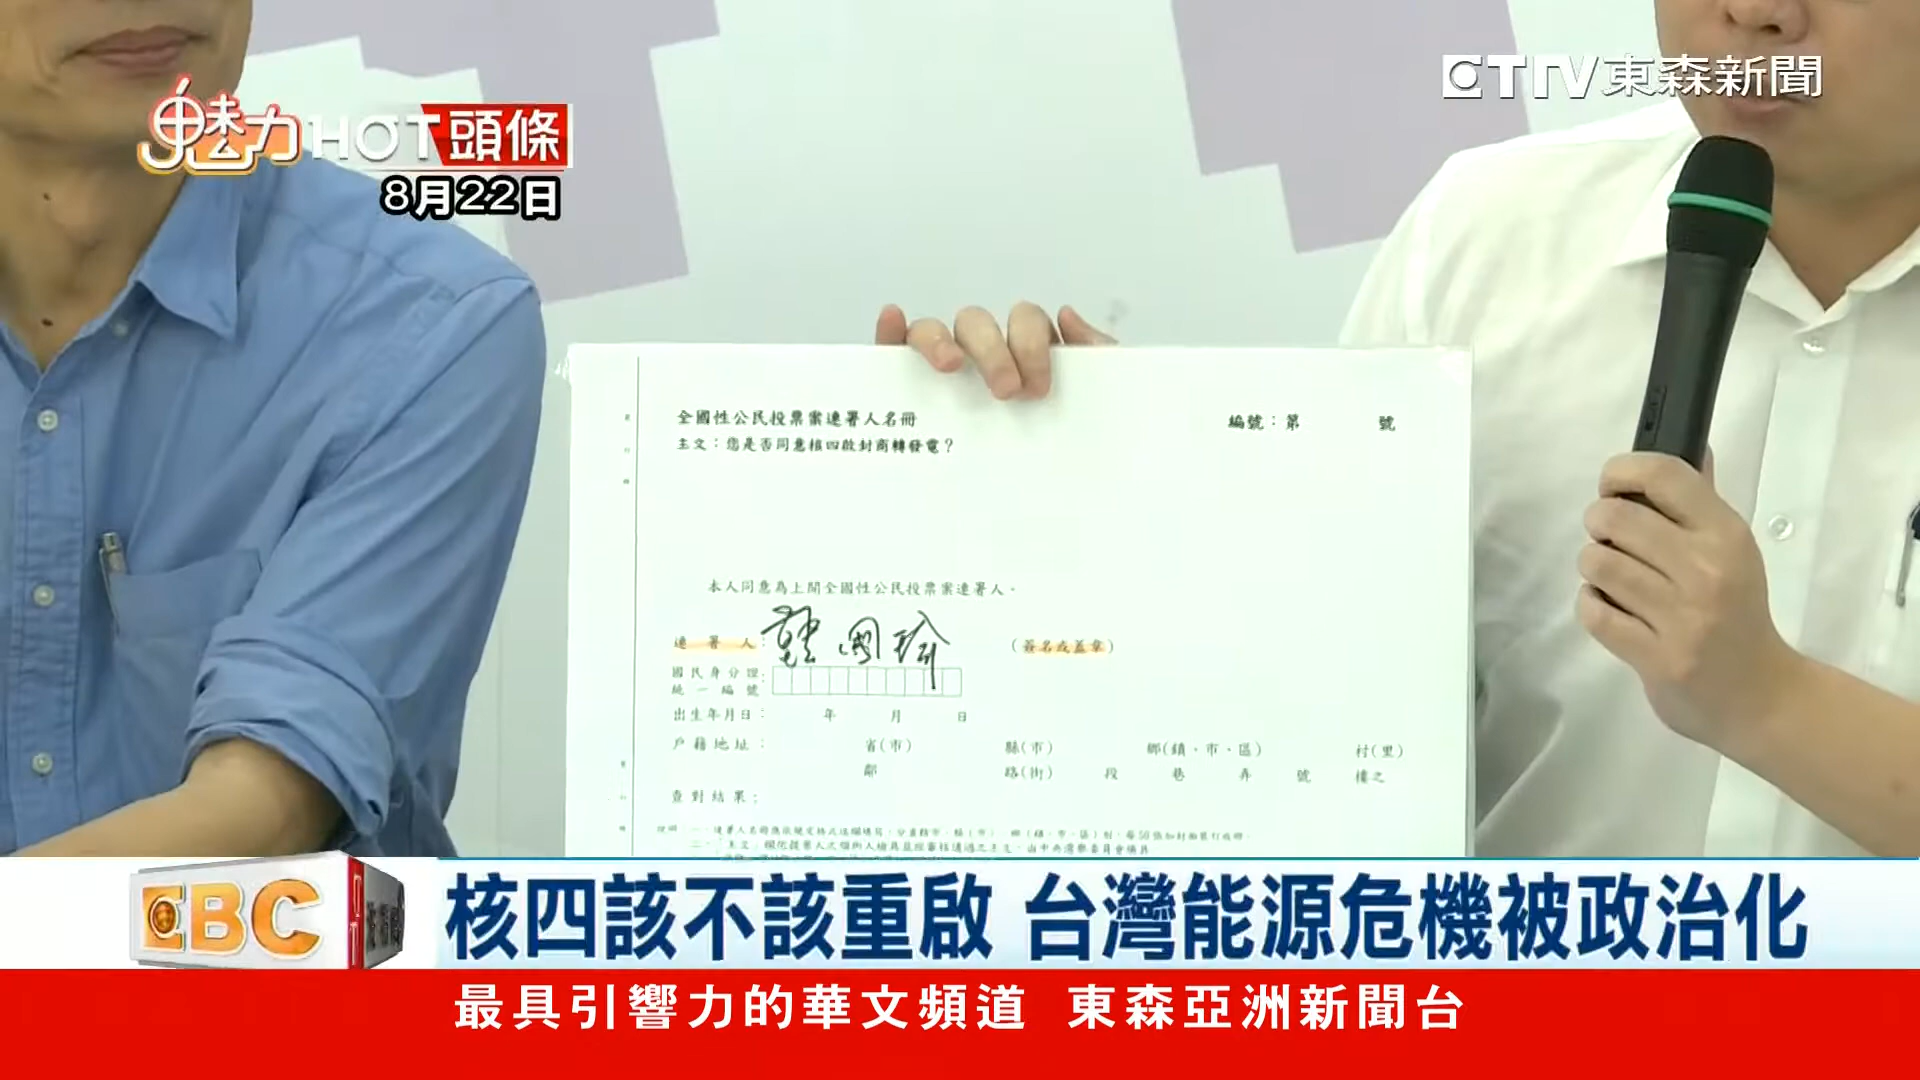 魅力HOT頭條
8月22日
ETtV東森新聞
全國性公民投票案連署人名冊
編號：第 號
主文：您是否同意核四啟封商轉發電？
本人同意為上開全國性公民投票案連署人。
連署人：韓國瑜（簽名或蓋章）
國民身分證
統一編號：
出生年月日： 年 月 日
戶籍地址： 省(市) 縣(市) 鄉(鎮、市、區) 村(里)
鄰 路(街) 段 巷 弄 號 樓之
查對結果：
EBC
核四該不該重啟 台灣能源危機被政治化
最具引響力的華文頻道 東森亞洲新聞台